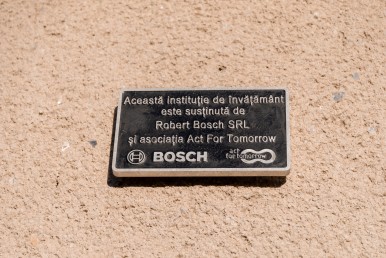 Această instituție de învățământ
este susținută de
Robert Bosch SRL
și asociația Act For Tomorrow
BOSCH
act
for tomorrow